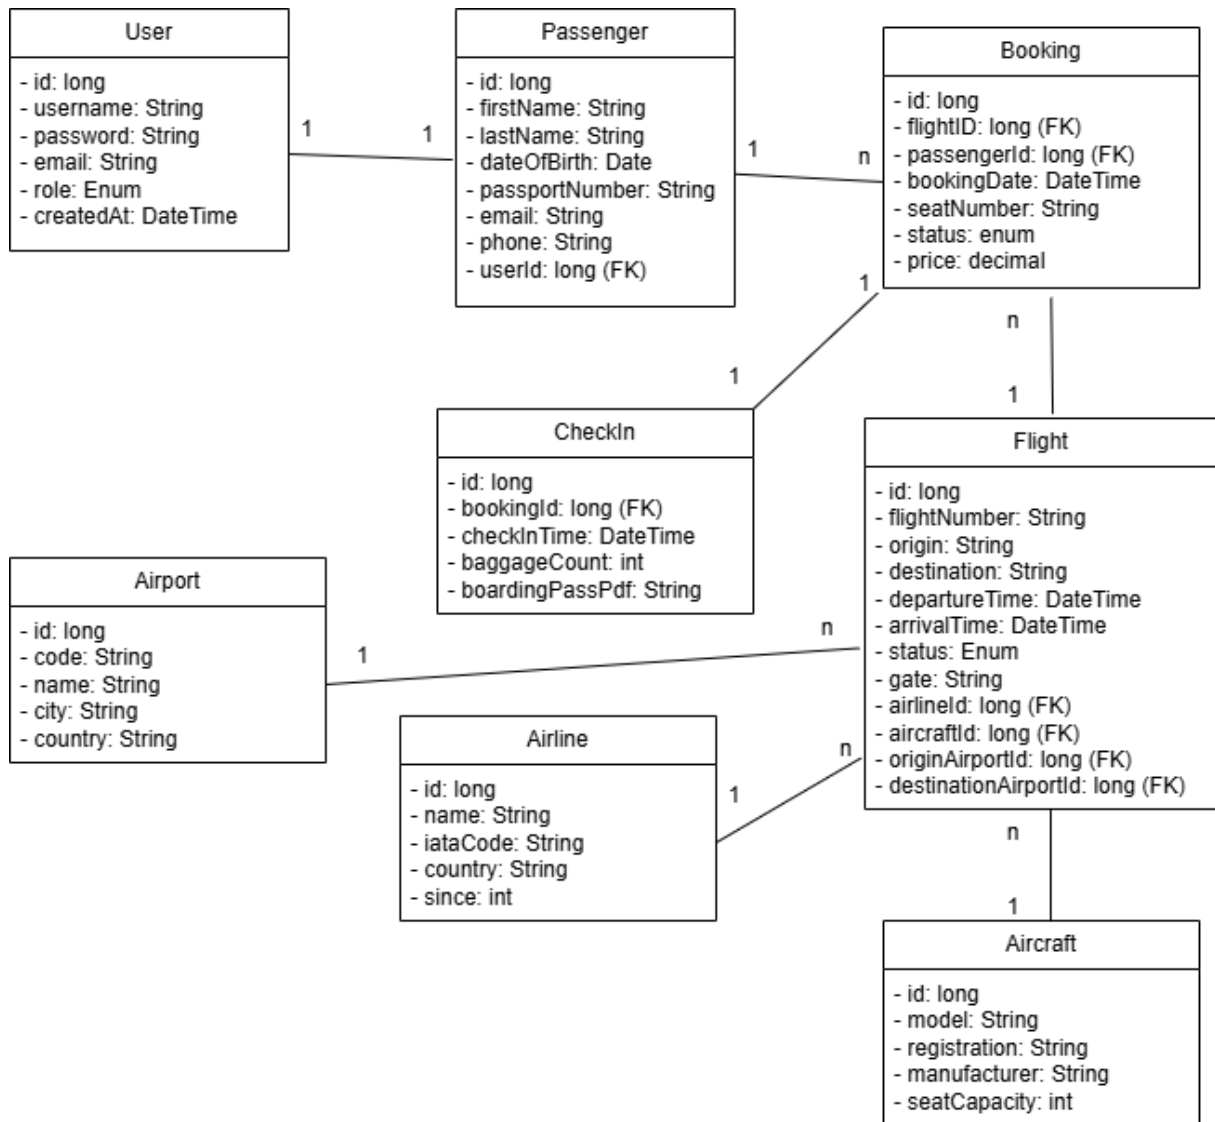 User
- id: long
- username: String
- password: String
- email: String
- role: Enum
- createdAt: DateTime
1
1
Passenger
- id: long
- firstName: String
- lastName: String
- dateOfBirth: Date
- passportNumber: String
- email: String
- phone: String
- userId: long (FK)
1
n
Booking
- id: long
- flightID: long (FK)
- passengerId: long (FK)
- bookingDate: DateTime
- seatNumber: String
- status: enum
- price: decimal
1
1
n
1
CheckIn
- id: long
- bookingId: long (FK)
- checkInTime: DateTime
- baggageCount: int
- boardingPassPdf: String
Flight
- id: long
- flightNumber: String
- origin: String
- destination: String
- departureTime: DateTime
- arrivalTime: DateTime
- status: Enum
- gate: String
- airlineId: long (FK)
- aircraftId: long (FK)
- originAirportId: long (FK)
- destinationAirportId: long (FK)
Airport
- id: long
- code: String
- name: String
- city: String
- country: String
1
n
Airline
- id: long
- name: String
- iataCode: String
- country: String
- since: int
1
n
n
1
Aircraft
- id: long
- model: String
- registration: String
- manufacturer: String
- seatCapacity: int